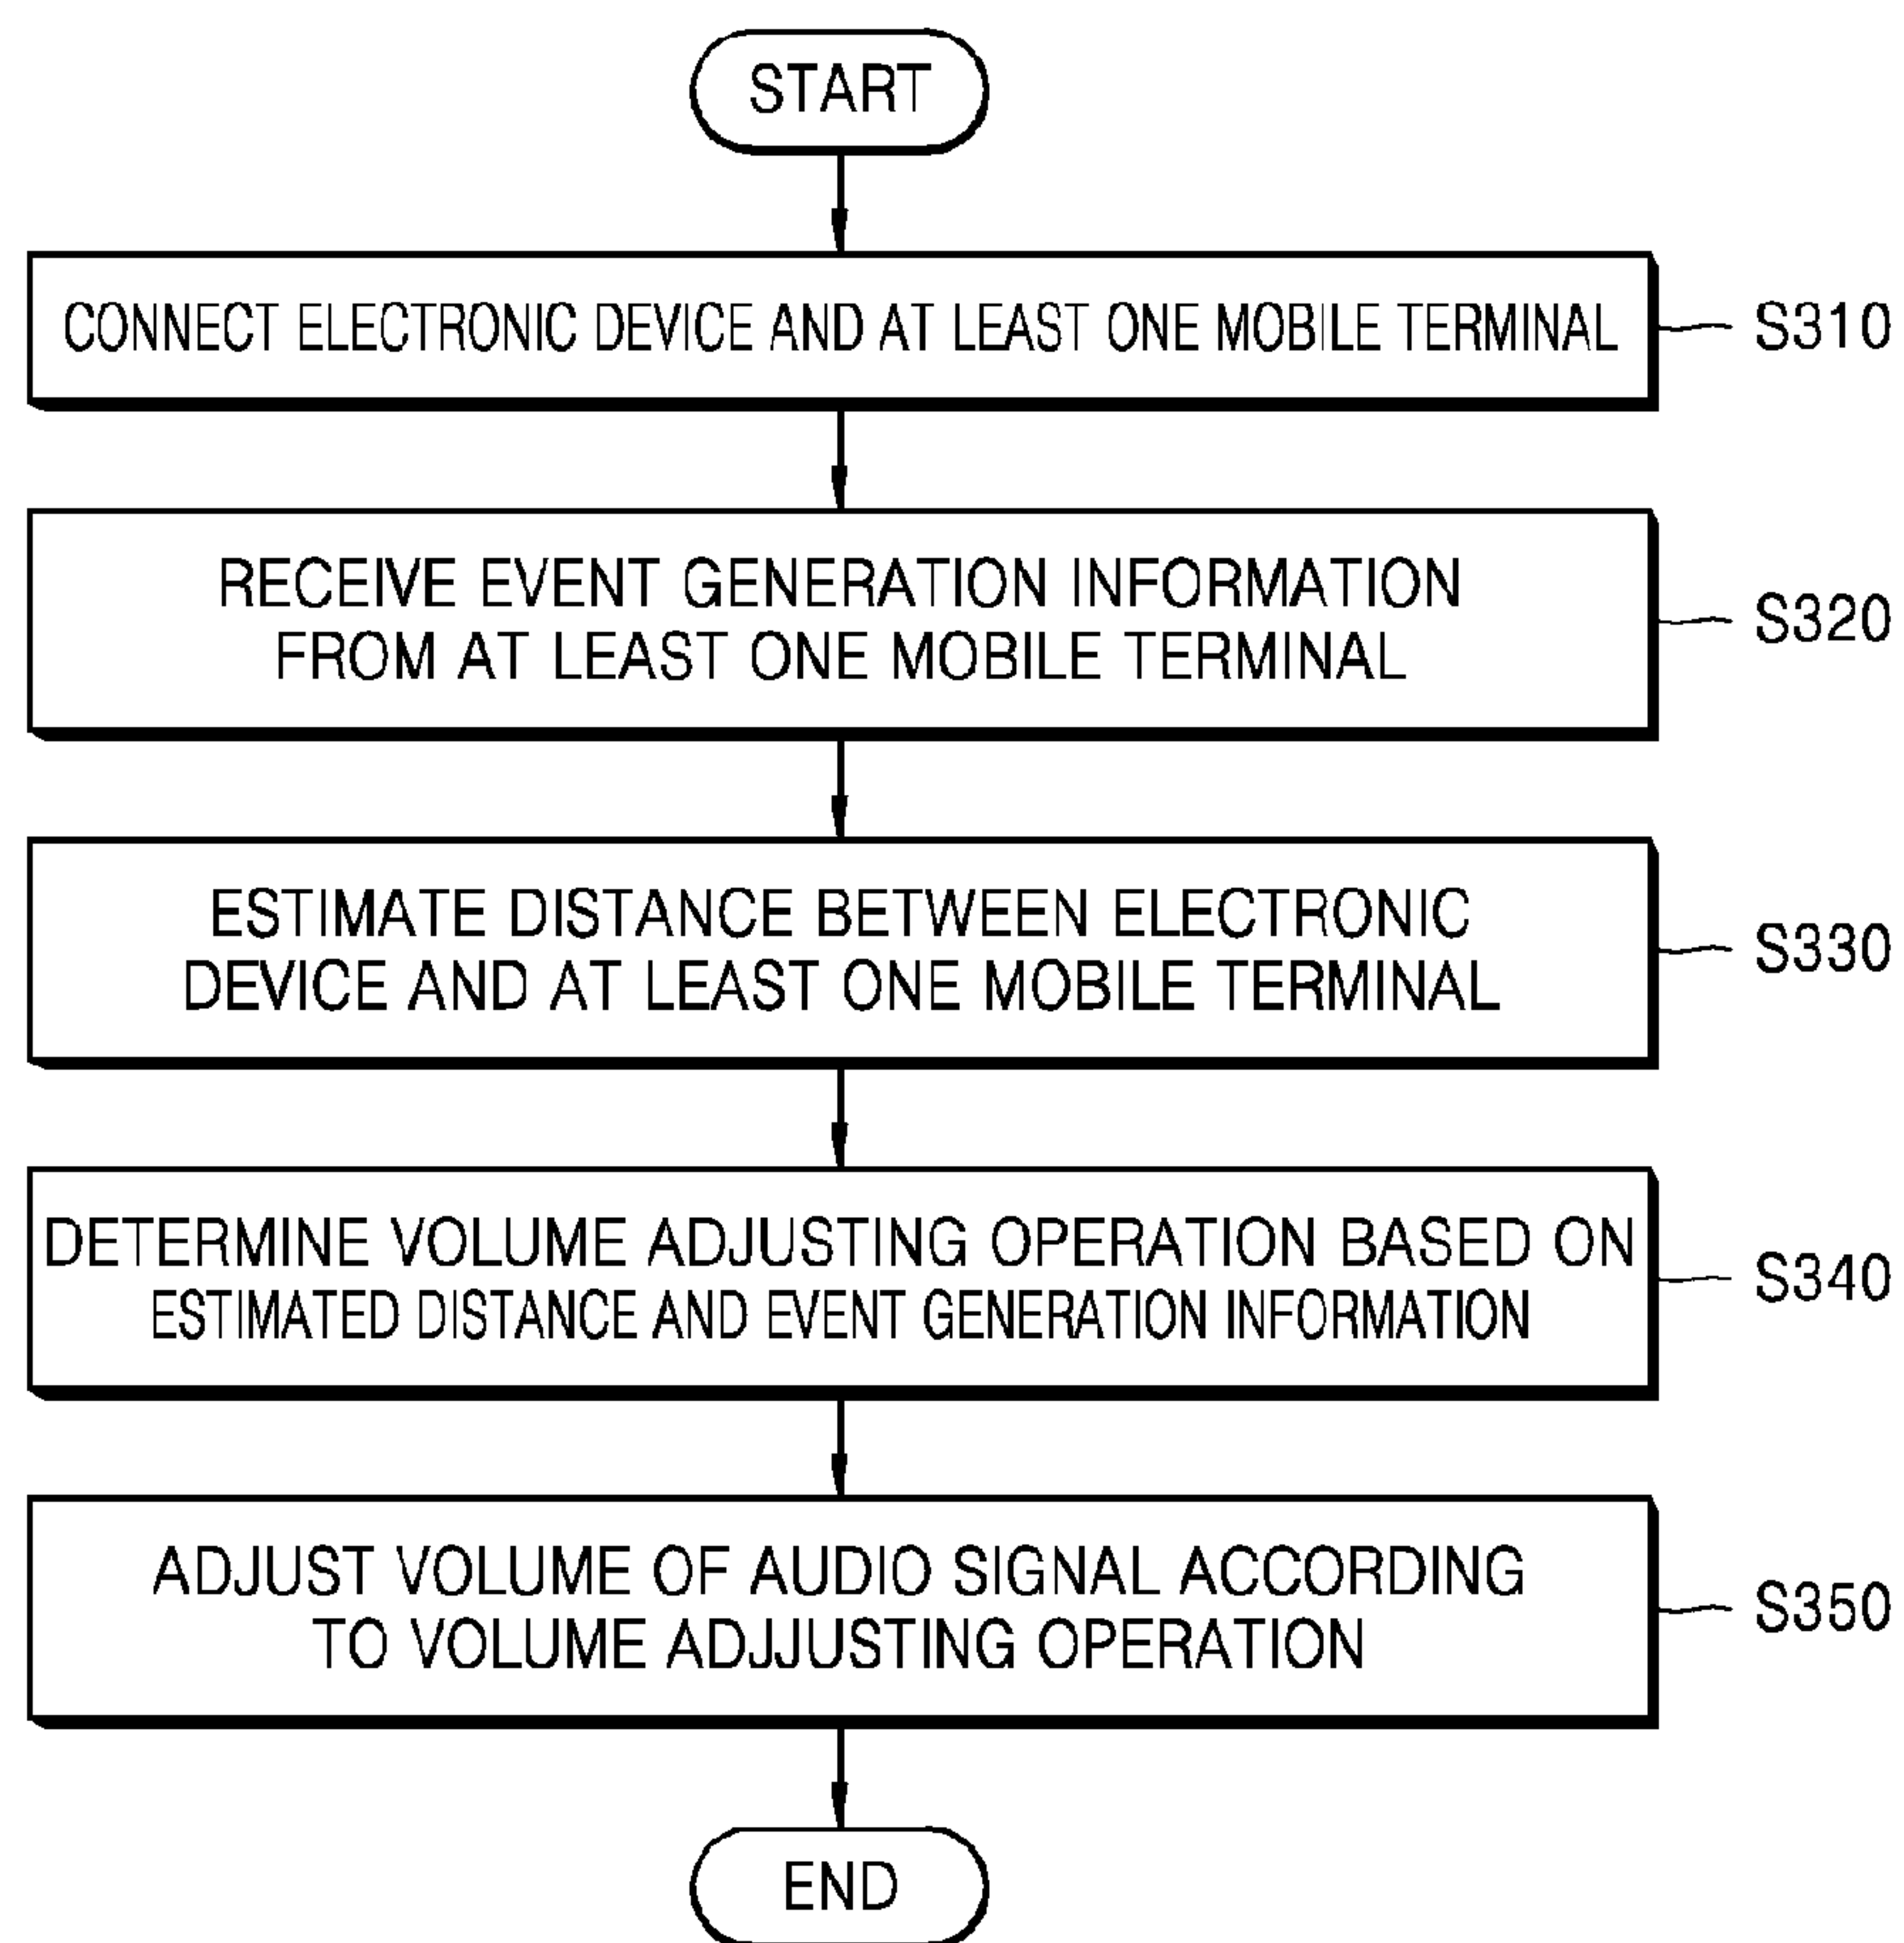 START
CONNECT ELECTRONIC DEVICE AND AT LEAST ONE MOBILE TERMINAL
S310
RECEIVE EVENT GENERATION INFORMATION
FROM AT LEAST ONE MOBILE TERMINAL
S320
ESTIMATE DISTANCE BETWEEN ELECTRONIC
DEVICE AND AT LEAST ONE MOBILE TERMINAL
S330
DETERMINE VOLUME ADJUSTING OPERATION BASED ON
ESTIMATED DISTANCE AND EVENT GENERATION INFORMATION
S340
ADJUST VOLUME OF AUDIO SIGNAL ACCORDING
TO VOLUME ADJJUSTING OPERATION
S350
END